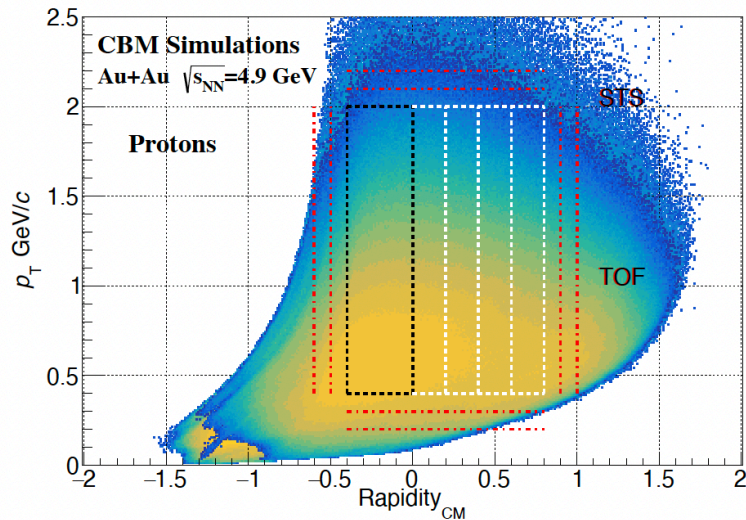 2.5
CBM Simulations
Au+Au √sNN=4.9 GeV
2
STS
Protons
1.5
pT GeV/c
1
TOF
0.5
0
−2 −1.5 −1 −0.5 0 0.5 1 1.5 2
RapidityCM